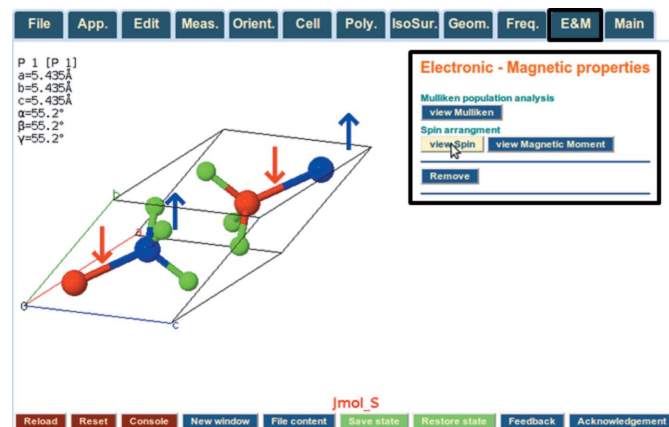 File App. Edit Meas. Orient. Cell Poly. IsoSur. Geom. Freq. E&M Main
P 1 [P 1]
a=5.435Å
b=5.435Å
c=5.435Å
α=55.2°
β=55.2°
γ=55.2°
Electronic - Magnetic properties
Mulliken population analysis
view Mulliken
Spin arrangment
view Spin view Magnetic Moment
Remove
b
a
c
Jmol_S
Reload Reset Console New window File content Save state Restore state Feedback Acknowledgement